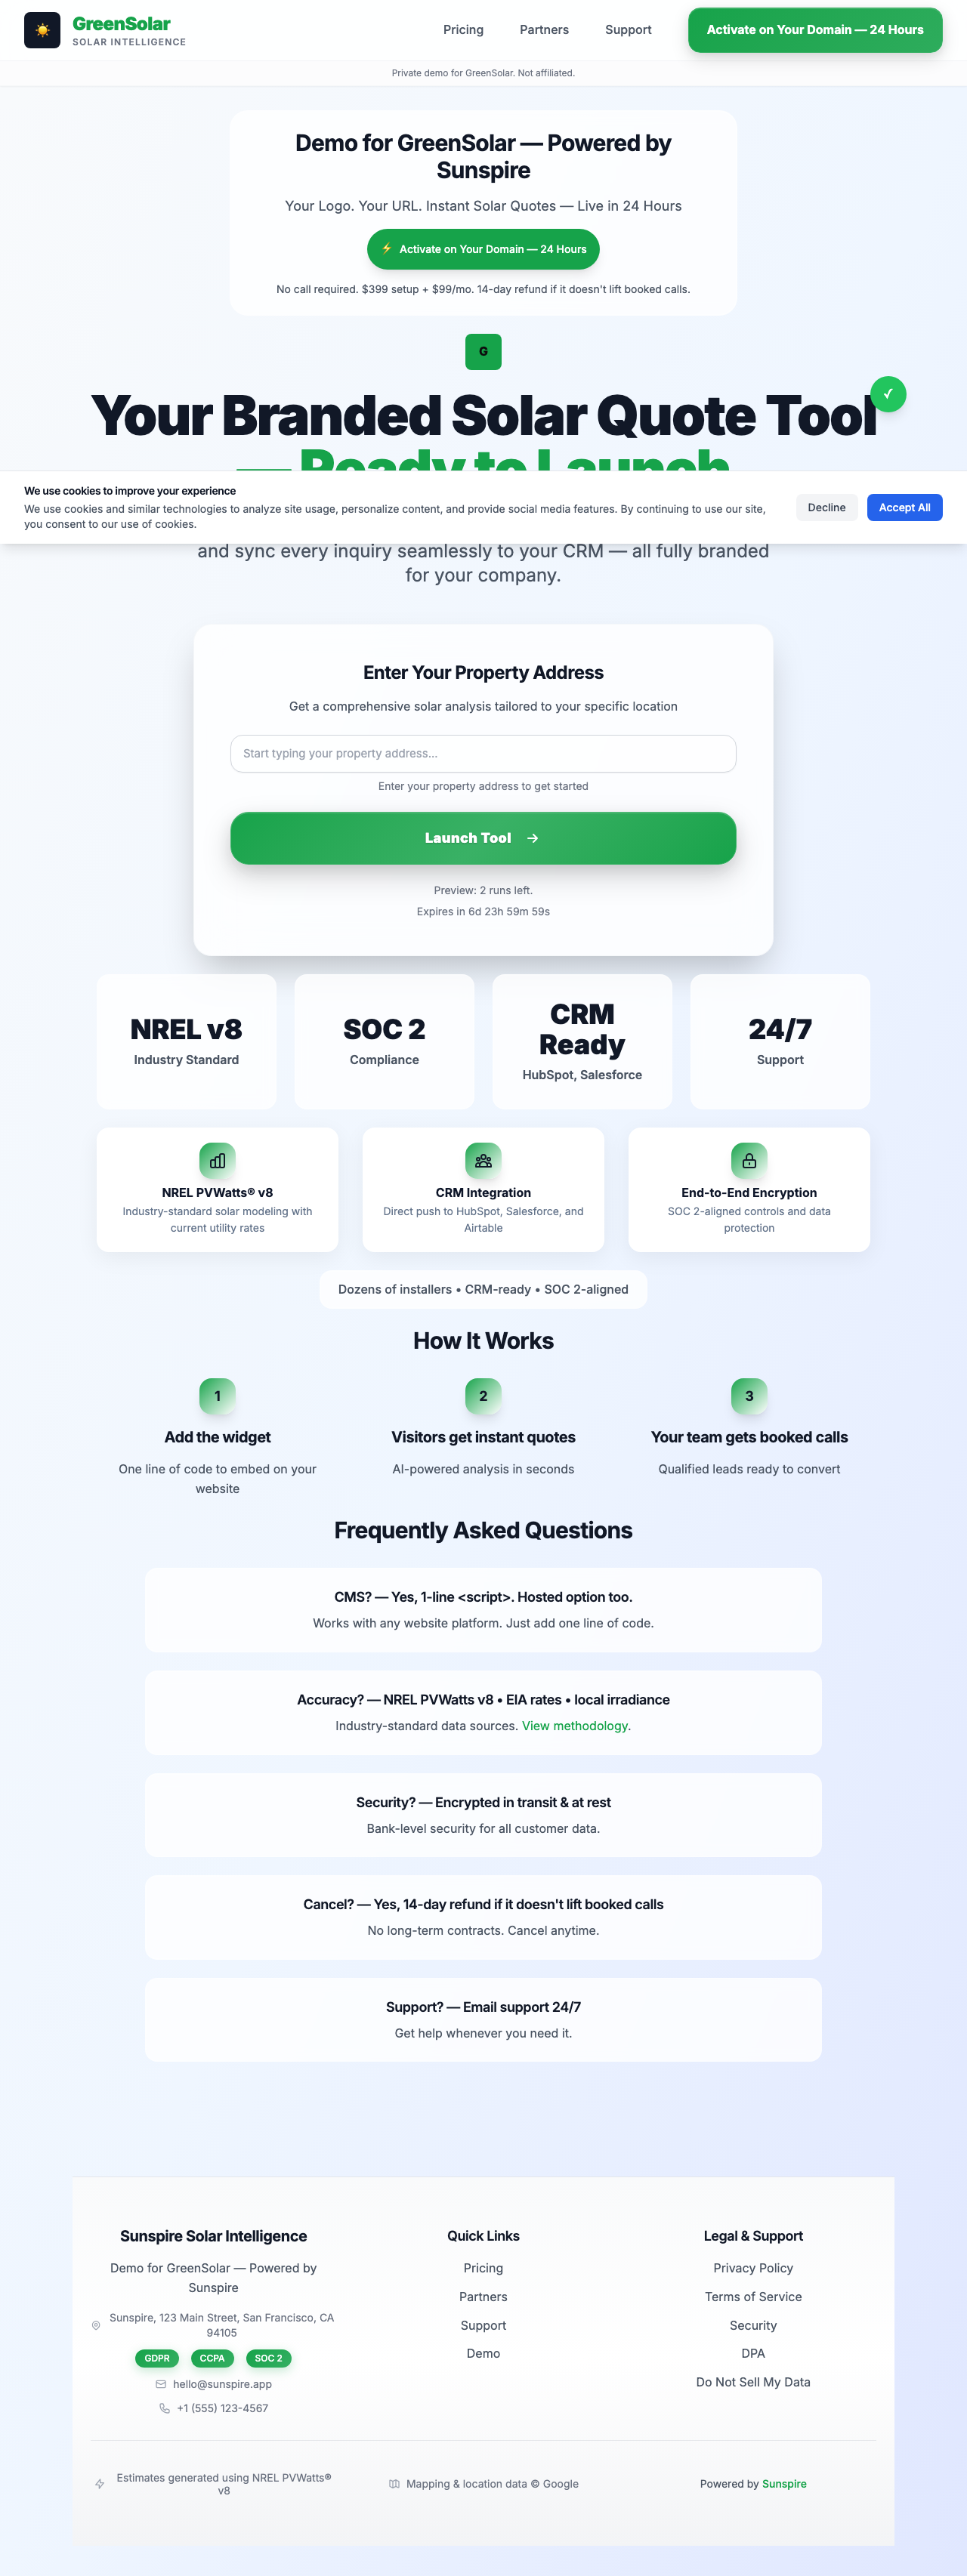 GreenSolar
SOLAR INTELLIGENCE
Pricing
Partners
Support
Activate on Your Domain — 24 Hours
Private demo for GreenSolar. Not affiliated.
Demo for GreenSolar — Powered by
Sunspire
Your Logo. Your URL. Instant Solar Quotes — Live in 24 Hours
⚡ Activate on Your Domain — 24 Hours
No call required. $399 setup + $99/mo. 14-day refund if it doesn't lift booked calls.
G
Your Branded Solar Quote Tool
✓
— Ready to Launch
We use cookies to improve your experience
We use cookies and similar technologies to analyze site usage, personalize content, and provide social media features. By continuing to use our site,
you consent to our use of cookies.
Decline
Accept All
and sync every inquiry seamlessly to your CRM — all fully branded
for your company.
Enter Your Property Address
Get a comprehensive solar analysis tailored to your specific location
Start typing your property address...
Enter your property address to get started
Launch Tool →
Preview: 2 runs left.
Expires in 6d 23h 59m 59s
NREL v8
Industry Standard
SOC 2
Compliance
CRM
Ready
HubSpot, Salesforce
24/7
Support
NREL PVWatts® v8
Industry-standard solar modeling with
current utility rates
CRM Integration
Direct push to HubSpot, Salesforce, and
Airtable
End-to-End Encryption
SOC 2-aligned controls and data
protection
Dozens of installers • CRM-ready • SOC 2-aligned
How It Works
1
Add the widget
One line of code to embed on your
website
2
Visitors get instant quotes
AI-powered analysis in seconds
3
Your team gets booked calls
Qualified leads ready to convert
Frequently Asked Questions
CMS? — Yes, 1-line <script>. Hosted option too.
Works with any website platform. Just add one line of code.
Accuracy? — NREL PVWatts v8 • EIA rates • local irradiance
Industry-standard data sources. View methodology.
Security? — Encrypted in transit & at rest
Bank-level security for all customer data.
Cancel? — Yes, 14-day refund if it doesn't lift booked calls
No long-term contracts. Cancel anytime.
Support? — Email support 24/7
Get help whenever you need it.
Sunspire Solar Intelligence
Demo for GreenSolar — Powered by
Sunspire
Sunspire, 123 Main Street, San Francisco, CA
94105
GDPR
CCPA
SOC 2
hello@sunspire.app
+1 (555) 123-4567
Quick Links
Pricing
Partners
Support
Demo
Legal & Support
Privacy Policy
Terms of Service
Security
DPA
Do Not Sell My Data
Estimates generated using NREL PVWatts®
v8
Mapping & location data © Google
Powered by Sunspire